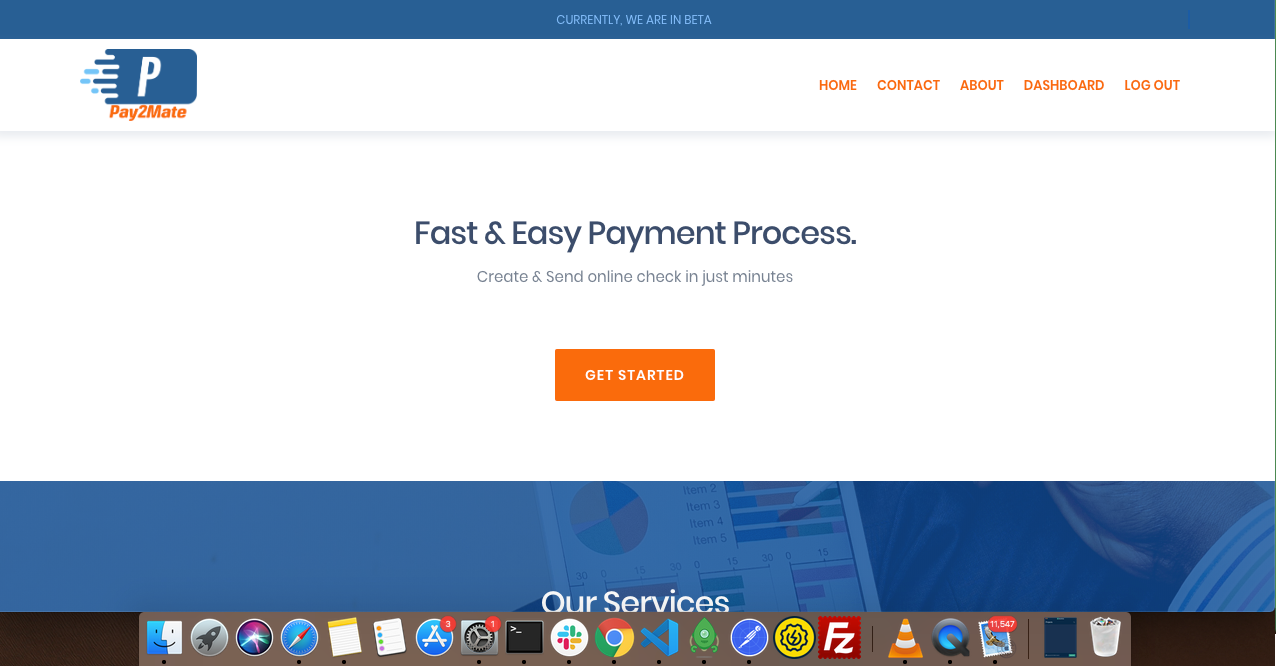 CURRENTLY, WE ARE IN BETA
P
Pay2Mate
HOME CONTACT ABOUT DASHBOARD LOG OUT
Fast & Easy Payment Process.
Create & Send online check in just minutes
GET STARTED
Item 2
Item 3
Item 4
Item 5
30 0 15 30 0 15 30 0 15
Our Services
3
1
>_
Fz
11,547